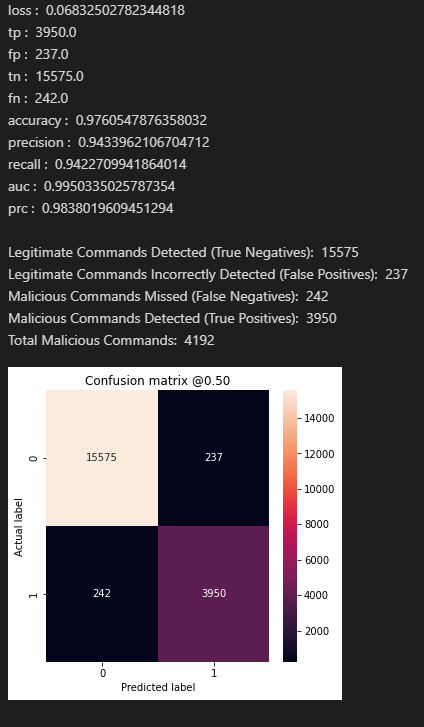 loss :  0.06832502782344818
tp :  3950.0
fp :  237.0
tn :  15575.0
fn :  242.0
accuracy :  0.9760547876358032
precision :  0.9433962106704712
recall :  0.9422709941864014
auc :  0.9950335025787354
prc :  0.9838019609451294
Legitimate Commands Detected (True Negatives):  15575
Legitimate Commands Incorrectly Detected (False Positives):  237
Malicious Commands Missed (False Negatives):  242
Malicious Commands Detected (True Positives):  3950
Total Malicious Commands:  4192
Confusion matrix @0.50
Actual label
0
15575
237
1
242
3950
0
1
Predicted label
14000
12000
10000
8000
6000
4000
2000